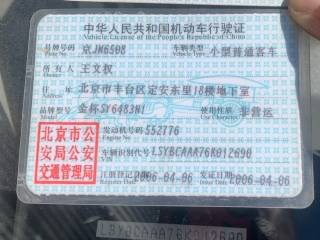 中华人民共和国机动车行驶证
Vehicle License of the People's Republic of China
号牌号码 京JM6508 车辆类型 小型普通客车
所有人 王文权
住址 北京市丰台区定安东里18楼地下室
品牌型号 金杯SY6483N1 使用性质 非营运
北京市公
安局公安
交通管理局
发动机号码 552776
车辆识别代号 LSYBCAAA76K012690
注册登记日期 2006-04-06 发证日期 2006-04-06
Register Date
LSYBCAAA76K012690